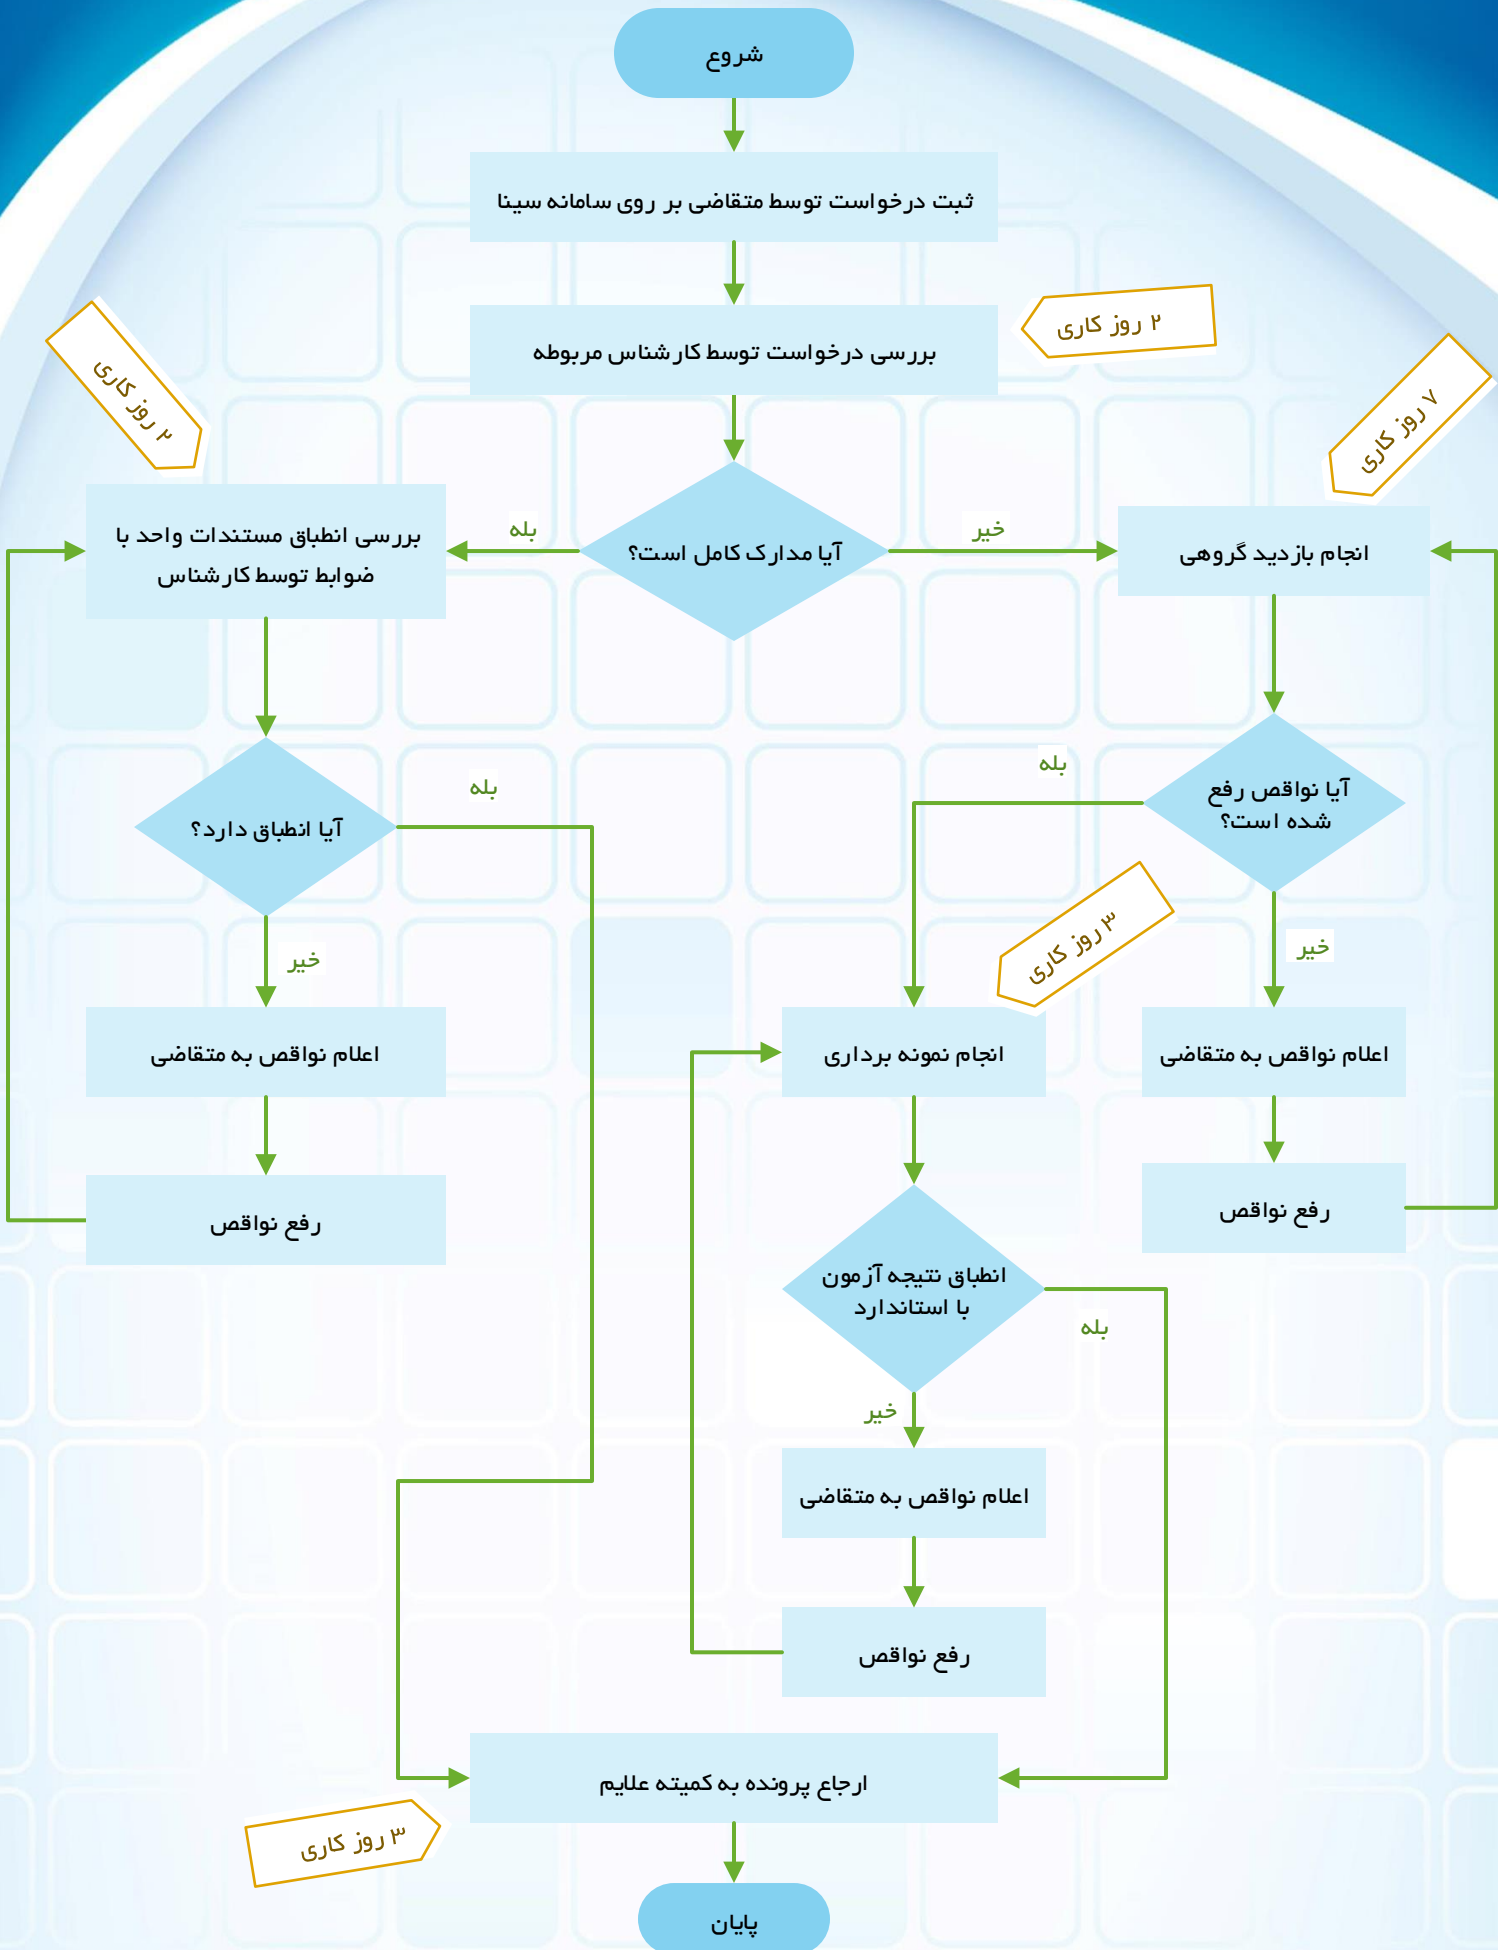 شروع
ثبت درخواست توسط متقاضی بر روی سامانه سینا
بررسی درخواست توسط کارشناس مربوطه
۲ روز کاری
۲ روز کاری
۷ روز کاری
آیا مدارک کامل است؟
خیر
بله
انجام بازدید گروهی
بررسی انطباق مستندات واحد با
ضوابط توسط کارشناس
آیا نواقص رفع
شده است؟
بله
خیر
آیا انطباق دارد؟
بله
خیر
۳ روز کاری
اعلام نواقص به متقاضی
انجام نمونه برداری
اعلام نواقص به متقاضی
رفع نواقص
رفع نواقص
انطباق نتیجه آزمون
با استاندارد
بله
خیر
اعلام نواقص به متقاضی
رفع نواقص
ارجاع پرونده به کمیته علایم
۳ روز کاری
پایان